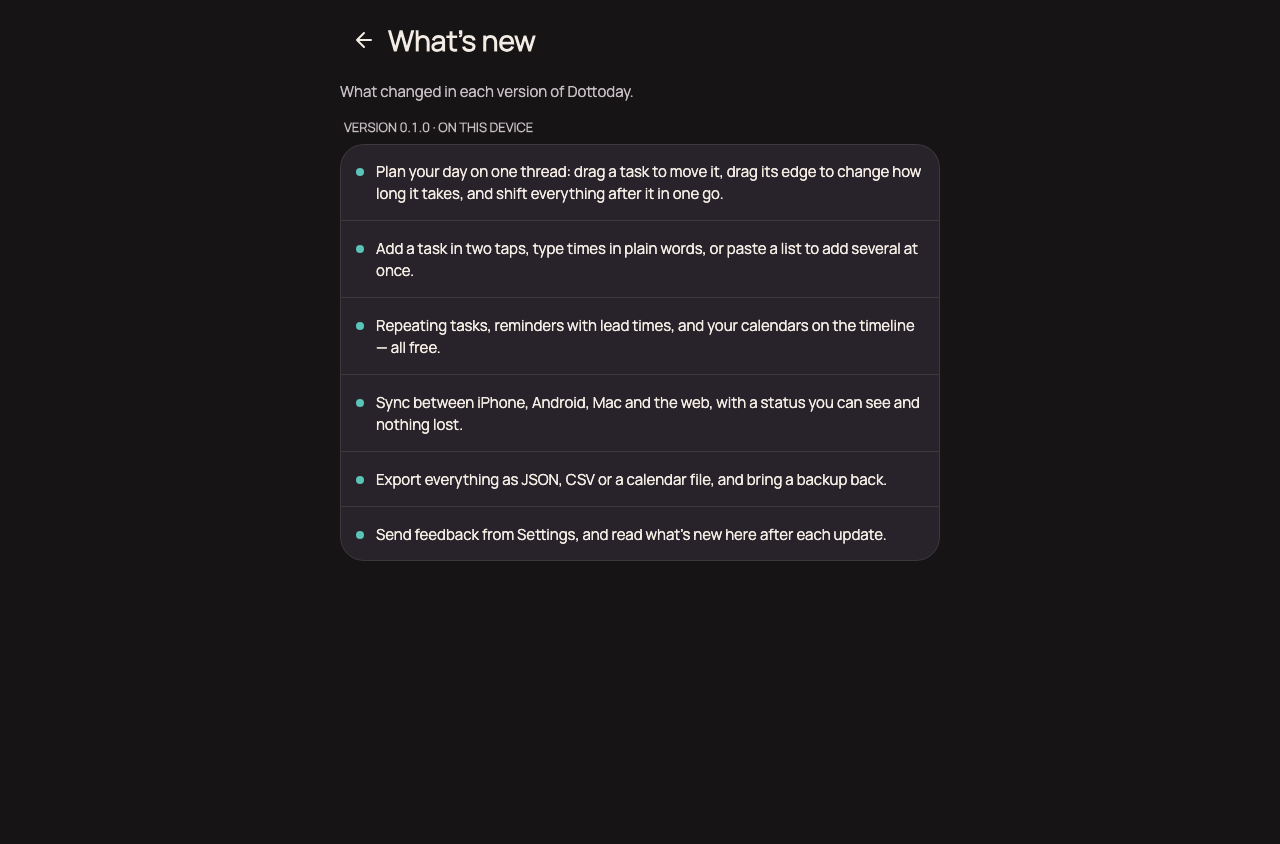 What's new
What changed in each version of Dottoday.
VERSION 0.1.0 · ON THIS DEVICE
Plan your day on one thread: drag a task to move it, drag its edge to change how
long it takes, and shift everything after it in one go.
Add a task in two taps, type times in plain words, or paste a list to add several at
once.
Repeating tasks, reminders with lead times, and your calendars on the timeline
— all free.
Sync between iPhone, Android, Mac and the web, with a status you can see and
nothing lost.
Export everything as JSON, CSV or a calendar file, and bring a backup back.
Send feedback from Settings, and read what's new here after each update.